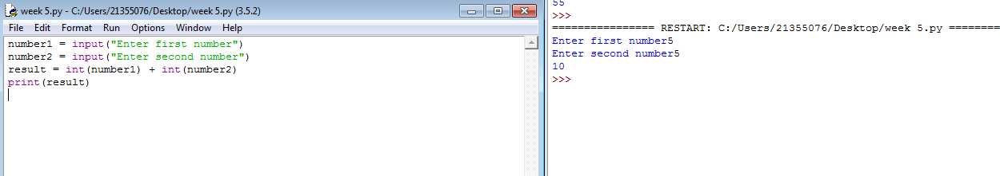 week 5.py - C:/Users/21355076/Desktop/week 5.py (3.5.2)
File Edit Format Run Options Window Help
number1 = input("Enter first number")
number2 = input("Enter second number")
result = int(number1) + int(number2)
print(result)
55
>>>
================ RESTART: C:/Users/21355076/Desktop/week 5.py ========
Enter first number5
Enter second number5
10
>>>